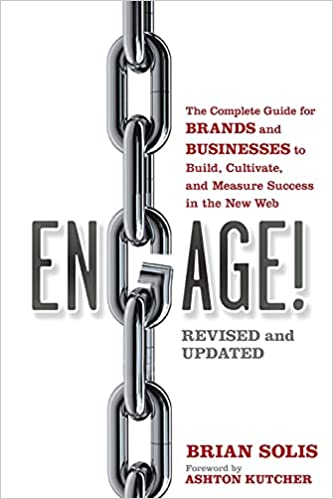 The Complete Guide for
BRANDS and
BUSINESSES to
Build, Cultivate,
and Measure Success
in the New Web
ENGAGE!
REVISED and
UPDATED
BRIAN SOLIS
Foreword by
ASHTON KUTCHER